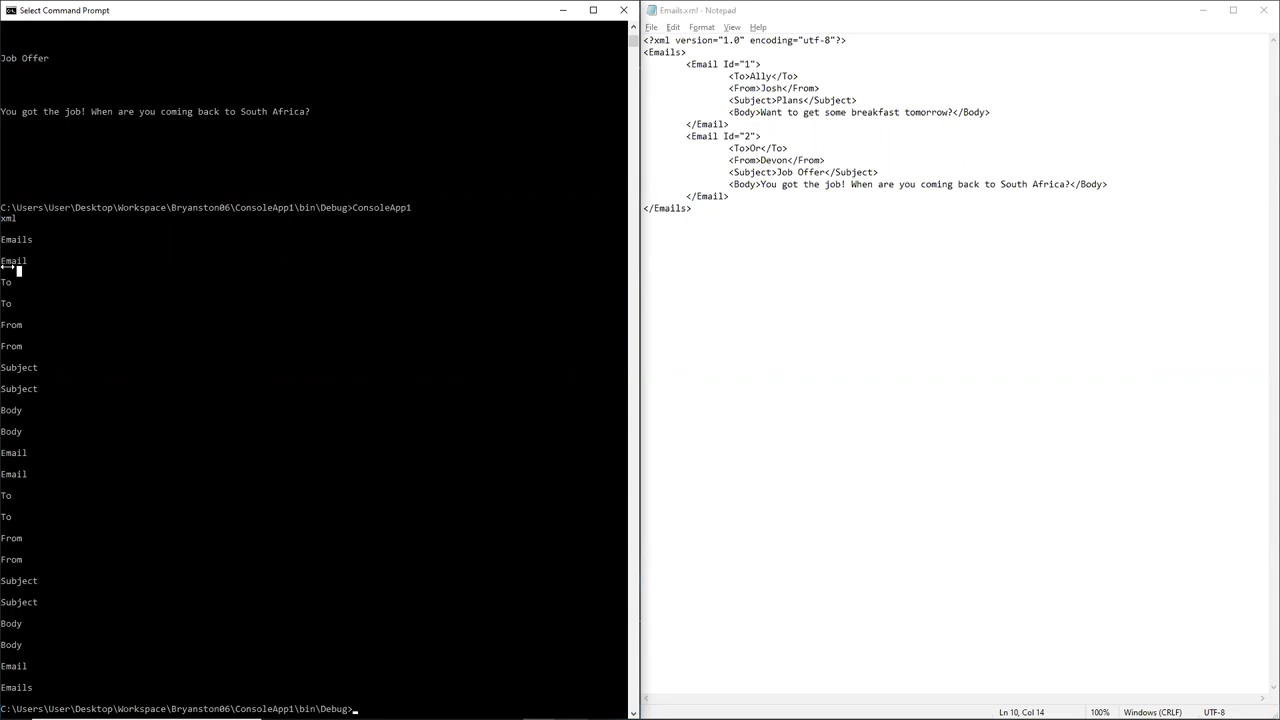 Select Command Prompt
Job Offer
You got the job! When are you coming back to South Africa?
C:\Users\User\Desktop\Workspace\Bryanston06\ConsoleApp1\bin\Debug>ConsoleApp1
xml
Emails
Email
To
To
From
From
Subject
Subject
Body
Body
Email
Email
To
To
From
From
Subject
Subject
Body
Body
Email
Emails
C:\Users\User\Desktop\Workspace\Bryanston06\ConsoleApp1\bin\Debug>
Emails.xml - Notepad
File Edit Format View Help
<?xml version="1.0" encoding="utf-8"?>
<Emails>
<Email Id="1">
<To>Ally</To>
<From>Josh</From>
<Subject>Plans</Subject>
<Body>Want to get some breakfast tomorrow?</Body>
</Email>
<Email Id="2">
<To>Or</To>
<From>Devon</From>
<Subject>Job Offer</Subject>
<Body>You got the job! When are you coming back to South Africa?</Body>
</Email>
</Emails>
Ln 10, Col 14 100% Windows (CRLF) UTF-8